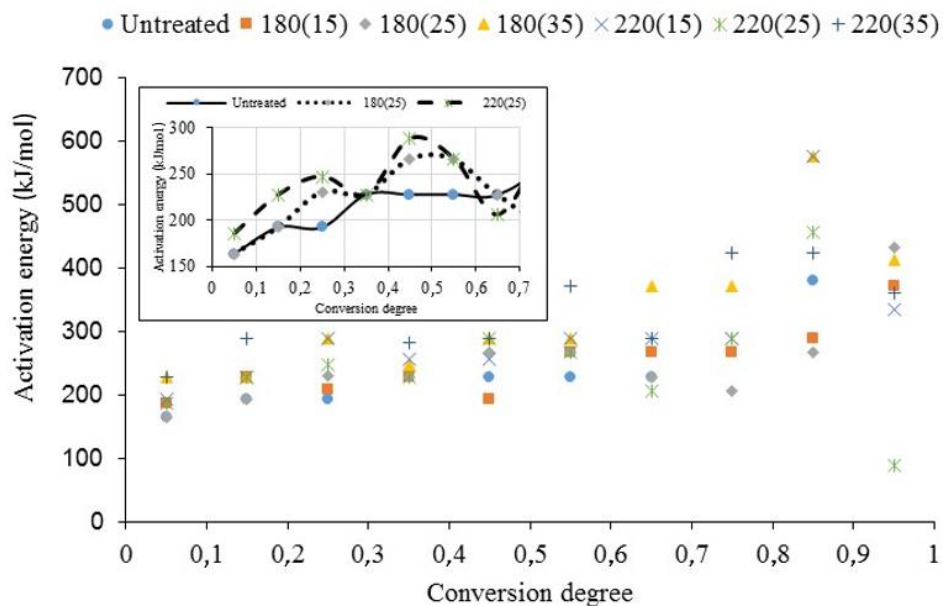 Untreated 180(15) 180(25) 180(35) 220(15) 220(25) 220(35)
700
600
500
400
300
200
100
0
Activation energy (kJ/mol)
Untreated 180(25) 220(25)
300
250
200
150
Activation energy (kJ/mol)
0 0,1 0,2 0,3 0,4 0,5 0,6 0,7
Conversion degree
0 0,1 0,2 0,3 0,4 0,5 0,6 0,7 0,8 0,9 1
Conversion degree